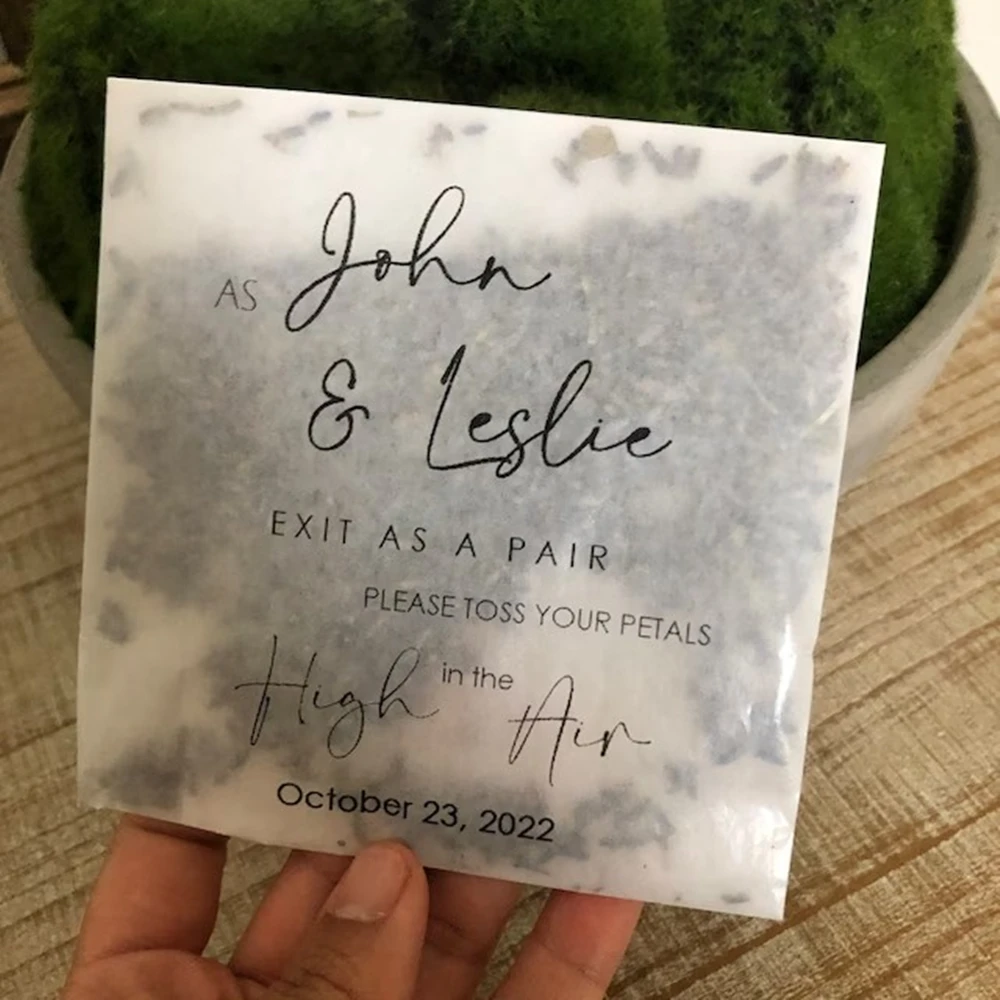 AS John
& Leslie
EXIT AS A PAIR
PLEASE TOSS YOUR PETALS
High in the Air
October 23, 2022